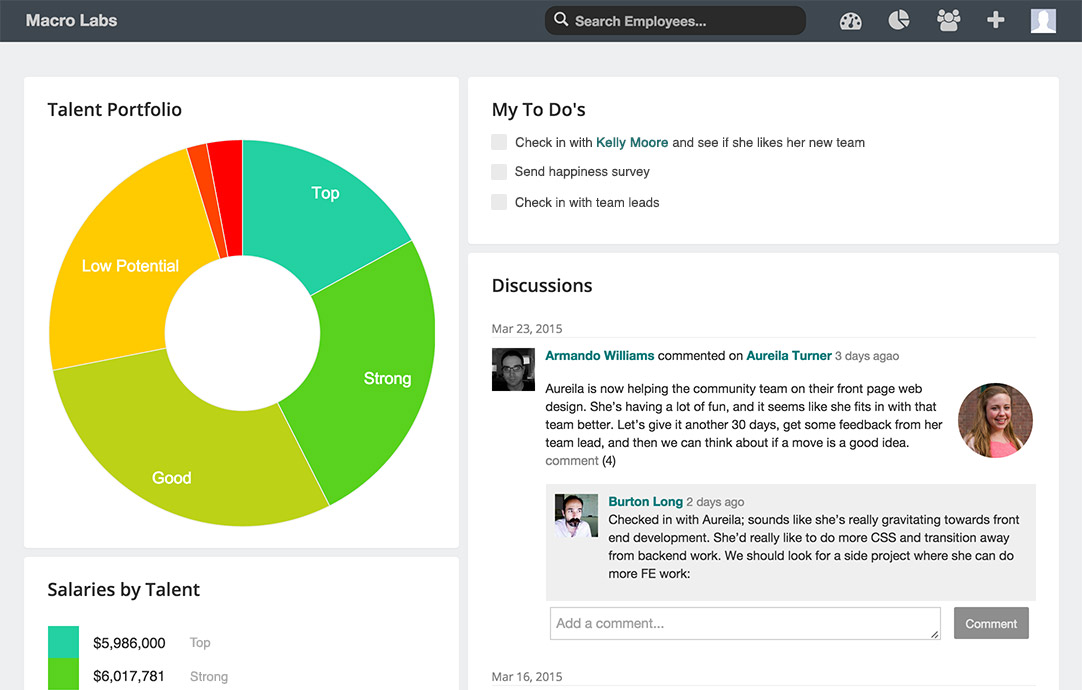 Macro Labs
Search Employees...
Talent Portfolio
Top
Low Potential
Strong
Good
Salaries by Talent
$5,986,000 Top
$6,017,781 Strong
My To Do's
Check in with Kelly Moore and see if she likes her new team
Send happiness survey
Check in with team leads
Discussions
Mar 23, 2015
Armando Williams commented on Aureila Turner 3 days agao
Aureila is now helping the community team on their front page web
design. She's having a lot of fun, and it seems like she fits in with that
team better. Let's give it another 30 days, get some feedback from her
team lead, and then we can think about if a move is a good idea.
comment (4)
Burton Long 2 days ago
Checked in with Aureila; sounds like she's really gravitating towards front
end development. She'd really like to do more CSS and transition away
from backend work. We should look for a side project where she can do
more FE work:
Add a comment...
Comment
Mar 16, 2015